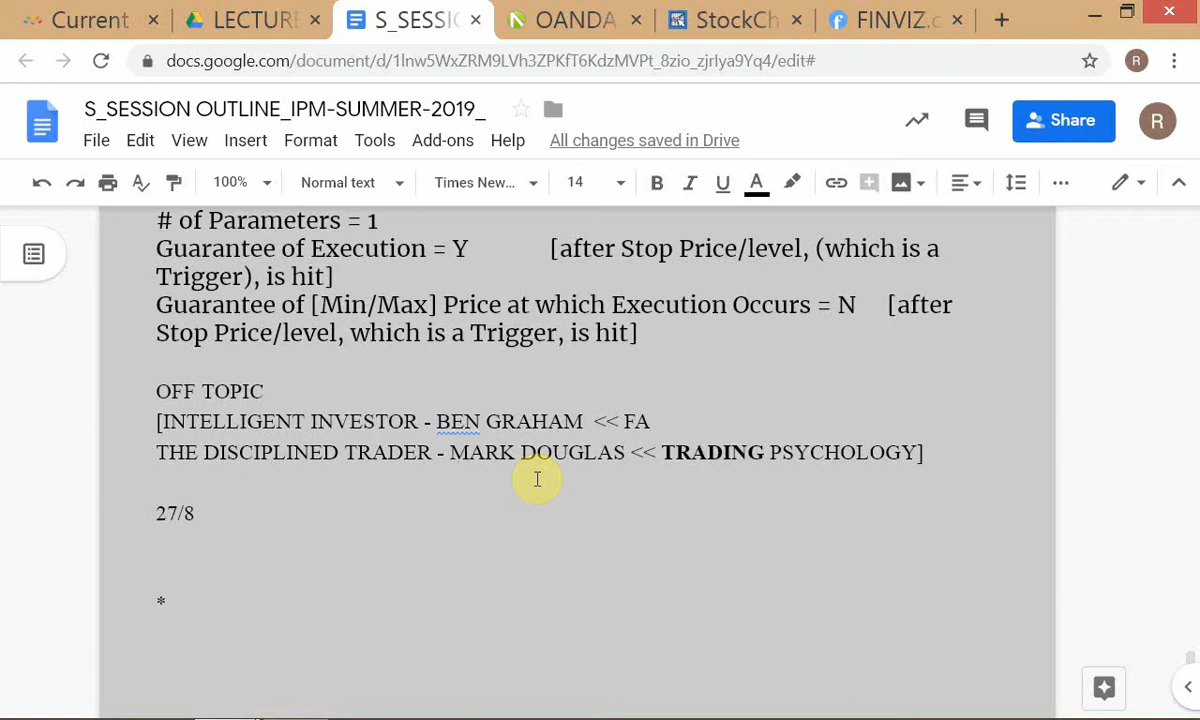 Current
LECTURE
S_SESSIC
OANDA
StockCh
FINVIZ.c
docs.google.com/document/d/1lnw5WxZRM9LVh3ZPKfT6KdzMVPt_8zio_zjrIya9Yq4/edit#
R
S_SESSION OUTLINE_IPM-SUMMER-2019_
Share
R
File Edit View Insert Format Tools Add-ons Help All changes saved in Drive
100% Normal text Times New... 14 B I U A
# of Parameters = 1
Guarantee of Execution = Y [after Stop Price/level, (which is a
Trigger), is hit]
Guarantee of [Min/Max] Price at which Execution Occurs = N [after
Stop Price/level, which is a Trigger, is hit]
OFF TOPIC
[INTELLIGENT INVESTOR - BEN GRAHAM << FA
THE DISCIPLINED TRADER - MARK DOUGLAS << TRADING PSYCHOLOGY]
27/8
*